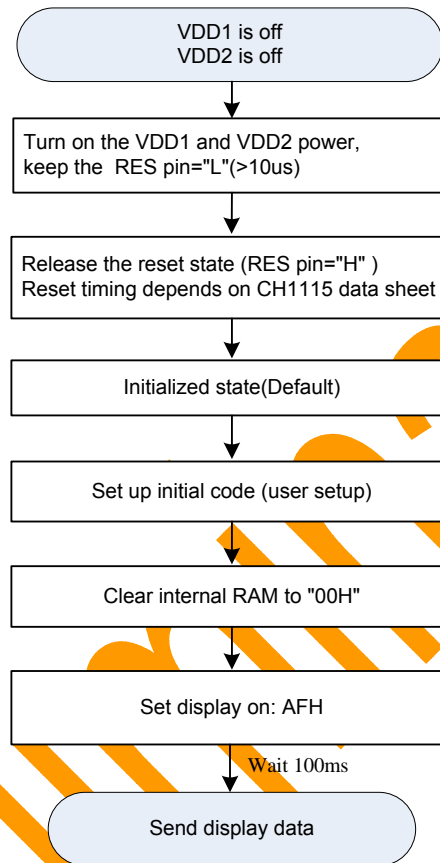 VDD1 is off
VDD2 is off
Turn on the VDD1 and VDD2 power,
keep the RES pin="L"(>10us)
Release the reset state (RES pin="H" )
Reset timing depends on CH1115 data sheet
Initialized state(Default)
Set up initial code (user setup)
Clear internal RAM to "00H"
Set display on: AFH
Wait 100ms
Send display data